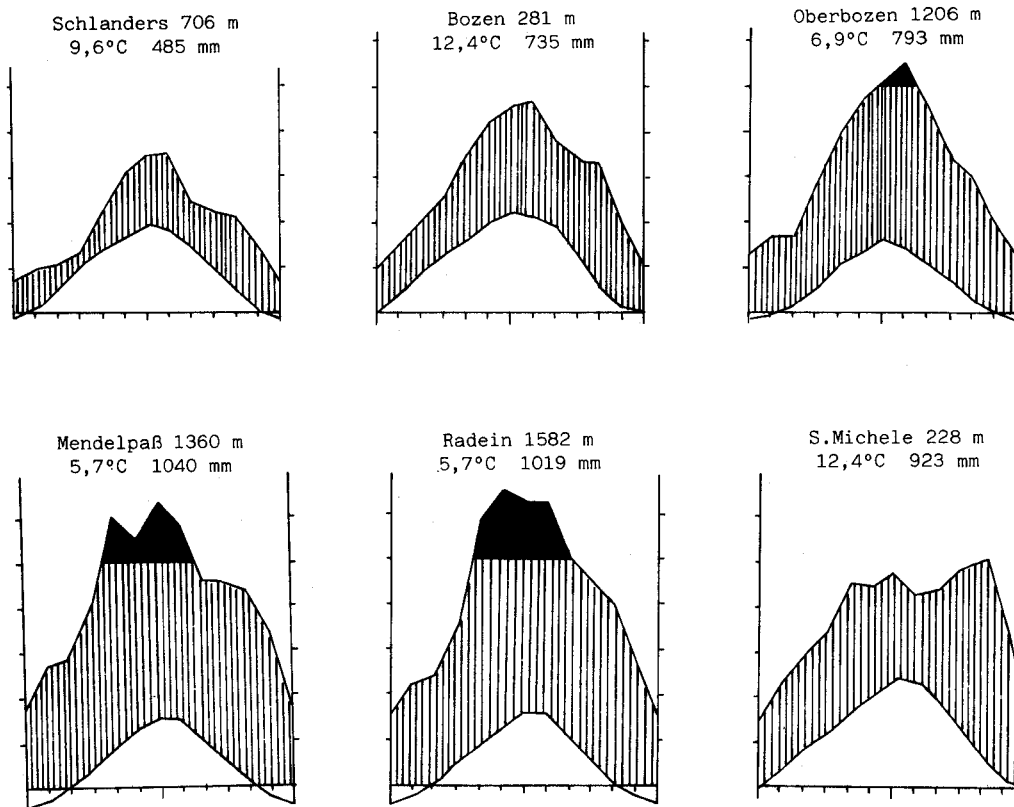 Schlanders 706 m
9,6°C 485 mm
Bozen 281 m
12,4°C 735 mm
Oberbozen 1206 m
6,9°C 793 mm
Mendelpaß 1360 m
5,7°C 1040 mm
Radein 1582 m
5,7°C 1019 mm
S.Michele 228 m
12,4°C 923 mm